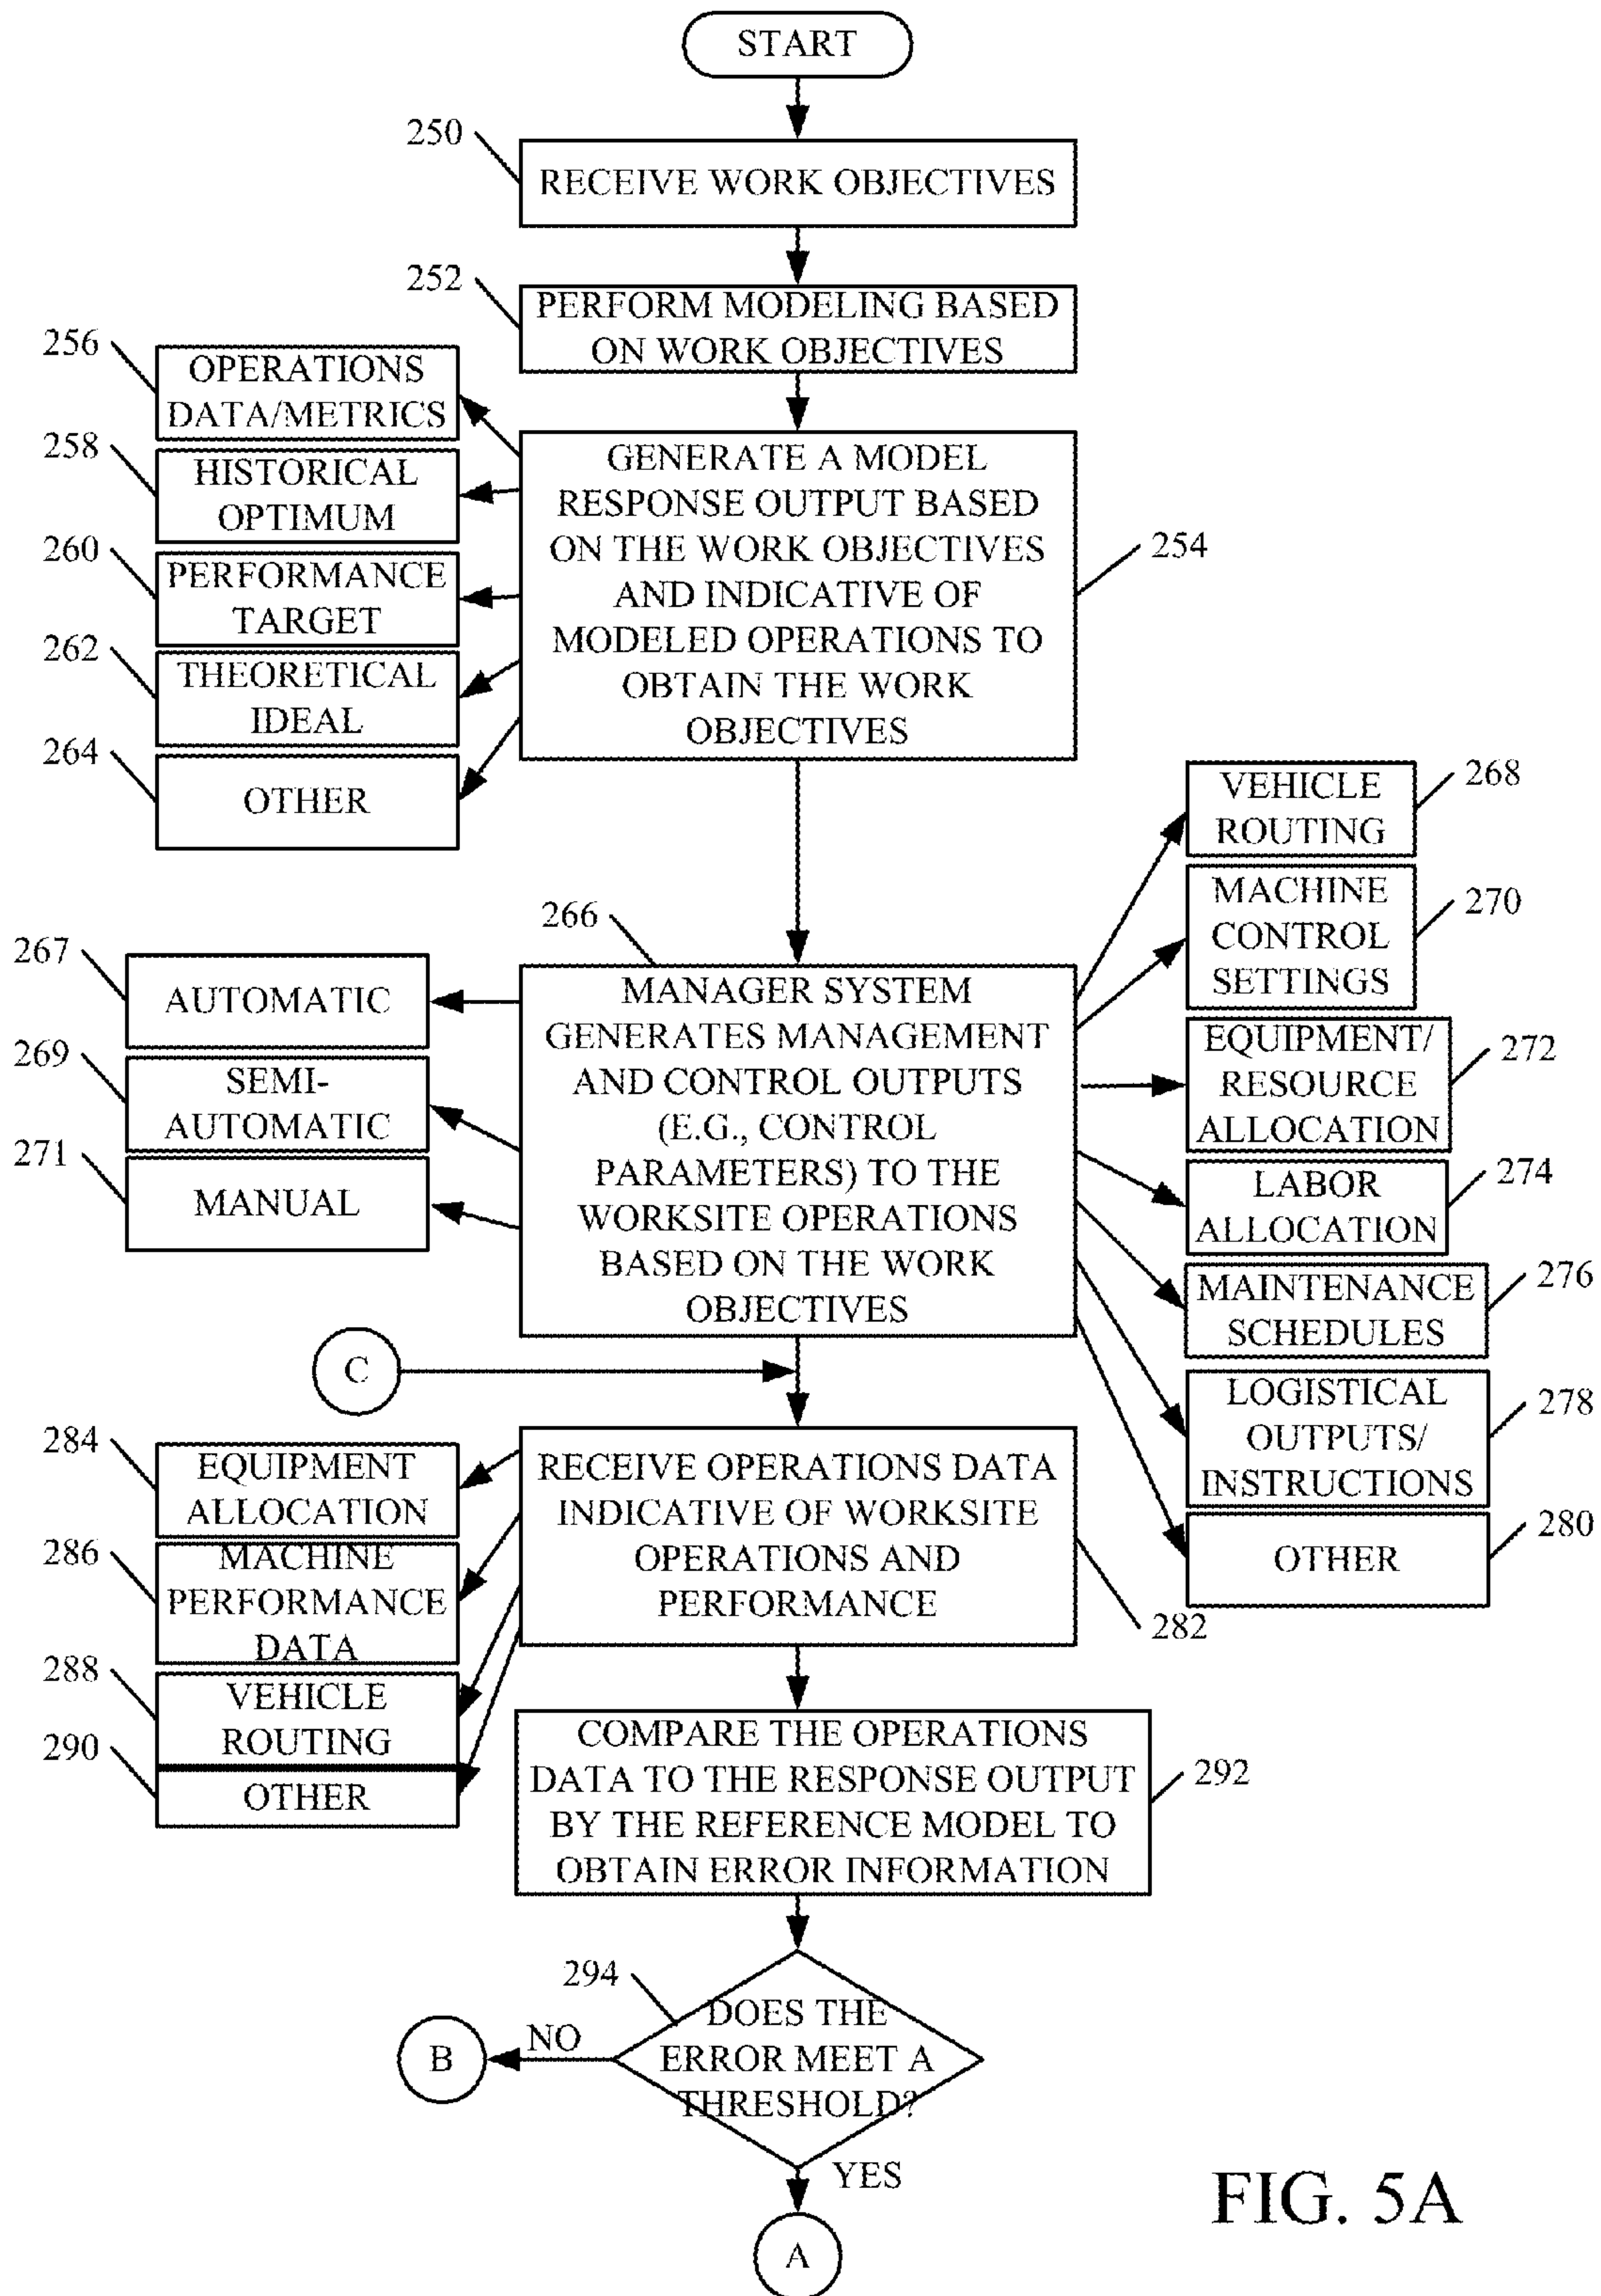 START
250
RECEIVE WORK OBJECTIVES
252
PERFORM MODELING BASED
ON WORK OBJECTIVES
256
OPERATIONS
DATA/METRICS
258
HISTORICAL
OPTIMUM
260
PERFORMANCE
TARGET
262
THEORETICAL
IDEAL
264
OTHER
GENERATE A MODEL
RESPONSE OUTPUT BASED
ON THE WORK OBJECTIVES
AND INDICATIVE OF
MODELED OPERATIONS TO
OBTAIN THE WORK
OBJECTIVES
254
266
267
AUTOMATIC
269
SEMI-
AUTOMATIC
271
MANUAL
MANAGER SYSTEM
GENERATES MANAGEMENT
AND CONTROL OUTPUTS
(E.G., CONTROL
PARAMETERS) TO THE
WORKSITE OPERATIONS
BASED ON THE WORK
OBJECTIVES
VEHICLE
ROUTING
268
MACHINE
CONTROL
SETTINGS
270
EQUIPMENT/
RESOURCE
ALLOCATION
272
LABOR
ALLOCATION
274
MAINTENANCE
SCHEDULES
276
LOGISTICAL
OUTPUTS/
INSTRUCTIONS
278
OTHER
280
C
284
EQUIPMENT
ALLOCATION
286
MACHINE
PERFORMANCE
DATA
288
VEHICLE
ROUTING
290
OTHER
RECEIVE OPERATIONS DATA
INDICATIVE OF WORKSITE
OPERATIONS AND
PERFORMANCE
282
COMPARE THE OPERATIONS
DATA TO THE RESPONSE OUTPUT
BY THE REFERENCE MODEL TO
OBTAIN ERROR INFORMATION
292
294
DOES THE
ERROR MEET A
THRESHOLD?
NO
B
YES
A
FIG. 5A